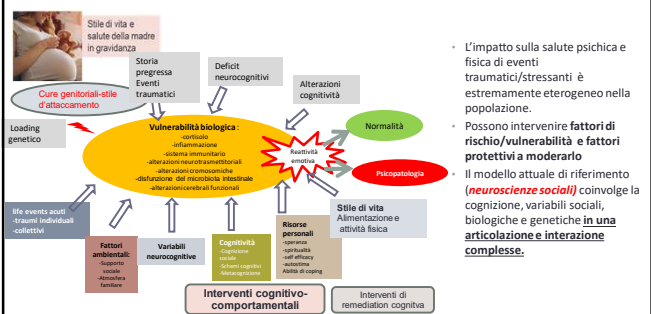 Stile di vita e
salute della madre
in gravidanza
Storia
pregressa
Eventi
traumatici
Deficit
neurocognitivi
Alterazioni
cognitività
Cure genitoriali-stile
d'attaccamento
Loading
genetico
Vulnerabilità biologica :
-cortisolo
-infiammazione
-sistema immunitario
-alterazioni neurotrasmettitoriali
-alterazioni cromosomiche
-disfunzione del microbiota intestinale
-alterazioni cerebrali funzionali
Reattività
emotiva
Normalità
Psicopatologia
life events acuti
-traumi individuali
-collettivi
Fattori
ambientali:
-Supporto
sociale
-Atmosfera
familiare
Variabili
neurocognitive
Cognitività
-Cognizione
sociale
-Schemi cognitivi
-Metacognizione
Risorse
personali
-speranza
-spiritualità
-self efficacy
-autostima
Abilità di coping
Stile di vita
Alimentazione e
attività fisica
Interventi cognitivo-
comportamentali
Interventi di
remediation cognitva
• L'impatto sulla salute psichica e
fisica di eventi
traumatici/stressanti è
estremamente eterogeneo nella
popolazione.
• Possono intervenire fattori di
rischio/vulnerabilità e fattori
protettivi a moderarlo
• Il modello attuale di riferimento
(neuroscienze sociali) coinvolge la
cognizione, variabili sociali,
biologiche e genetiche in una
articolazione e interazione
complesse.